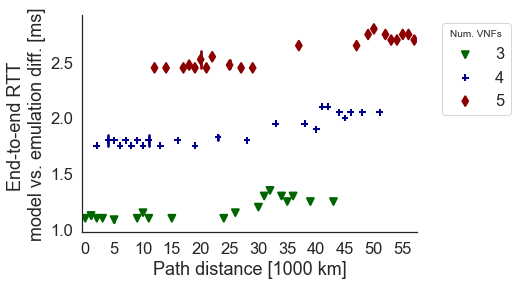 End-to-end RTT
model vs. emulation diff. [ms]
2.5
2.0
1.5
1.0
0 5 10 15 20 25 30 35 40 45 50 55
Path distance [1000 km]
Num. VNFs
3
4
5